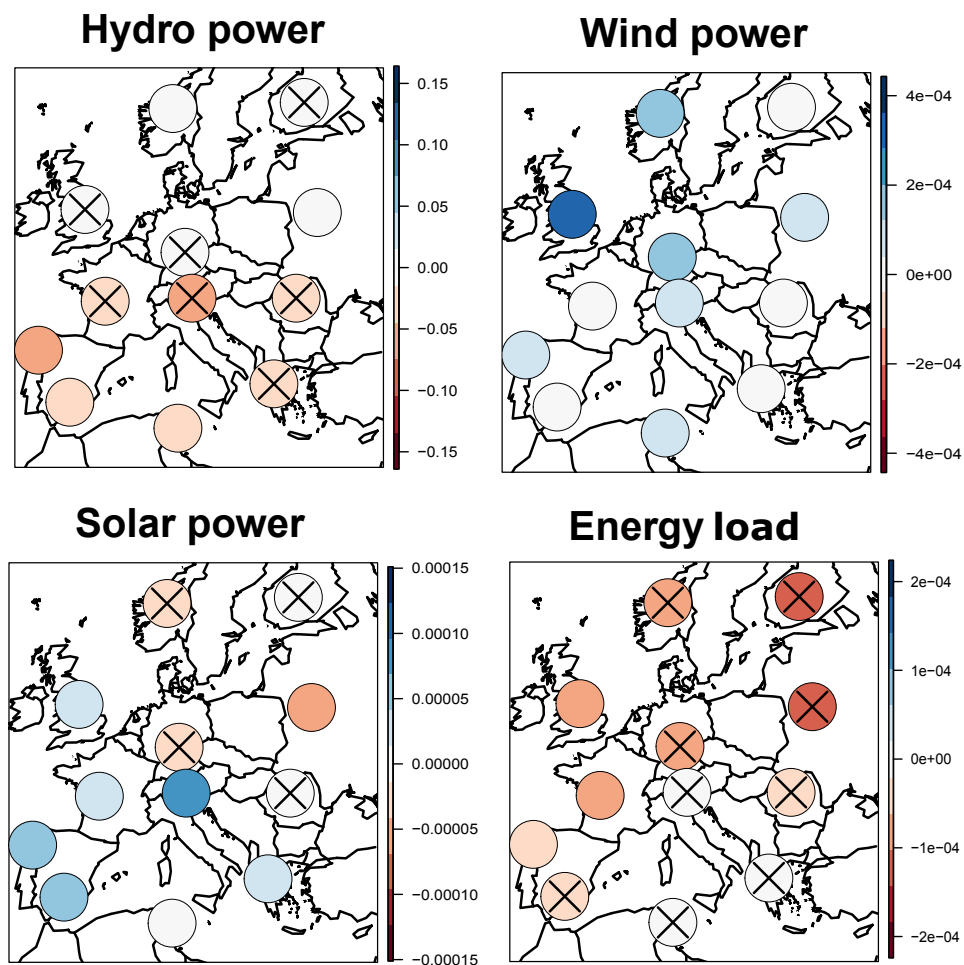 Hydro power
Wind power
0.15
0.10
0.05
0.00
−0.05
−0.10
−0.15
4e−04
2e−04
0e+00
−2e−04
−4e−04
Solar power
Energy load
0.00015
0.00010
0.00005
0.00000
−0.00005
−0.00010
−0.00015
2e−04
1e−04
0e+00
−1e−04
−2e−04